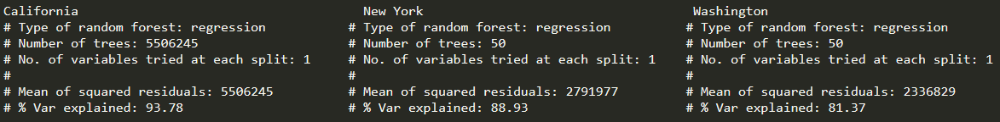 California New York Washington
# Type of random forest: regression # Type of random forest: regression # Type of random forest: regression
# Number of trees: 5506245 # Number of trees: 50 # Number of trees: 50
# No. of variables tried at each split: 1 # No. of variables tried at each split: 1 # No. of variables tried at each split: 1
# # #
# Mean of squared residuals: 5506245 # Mean of squared residuals: 2791977 # Mean of squared residuals: 2336829
# % Var explained: 93.78 # % Var explained: 88.93 # % Var explained: 81.37